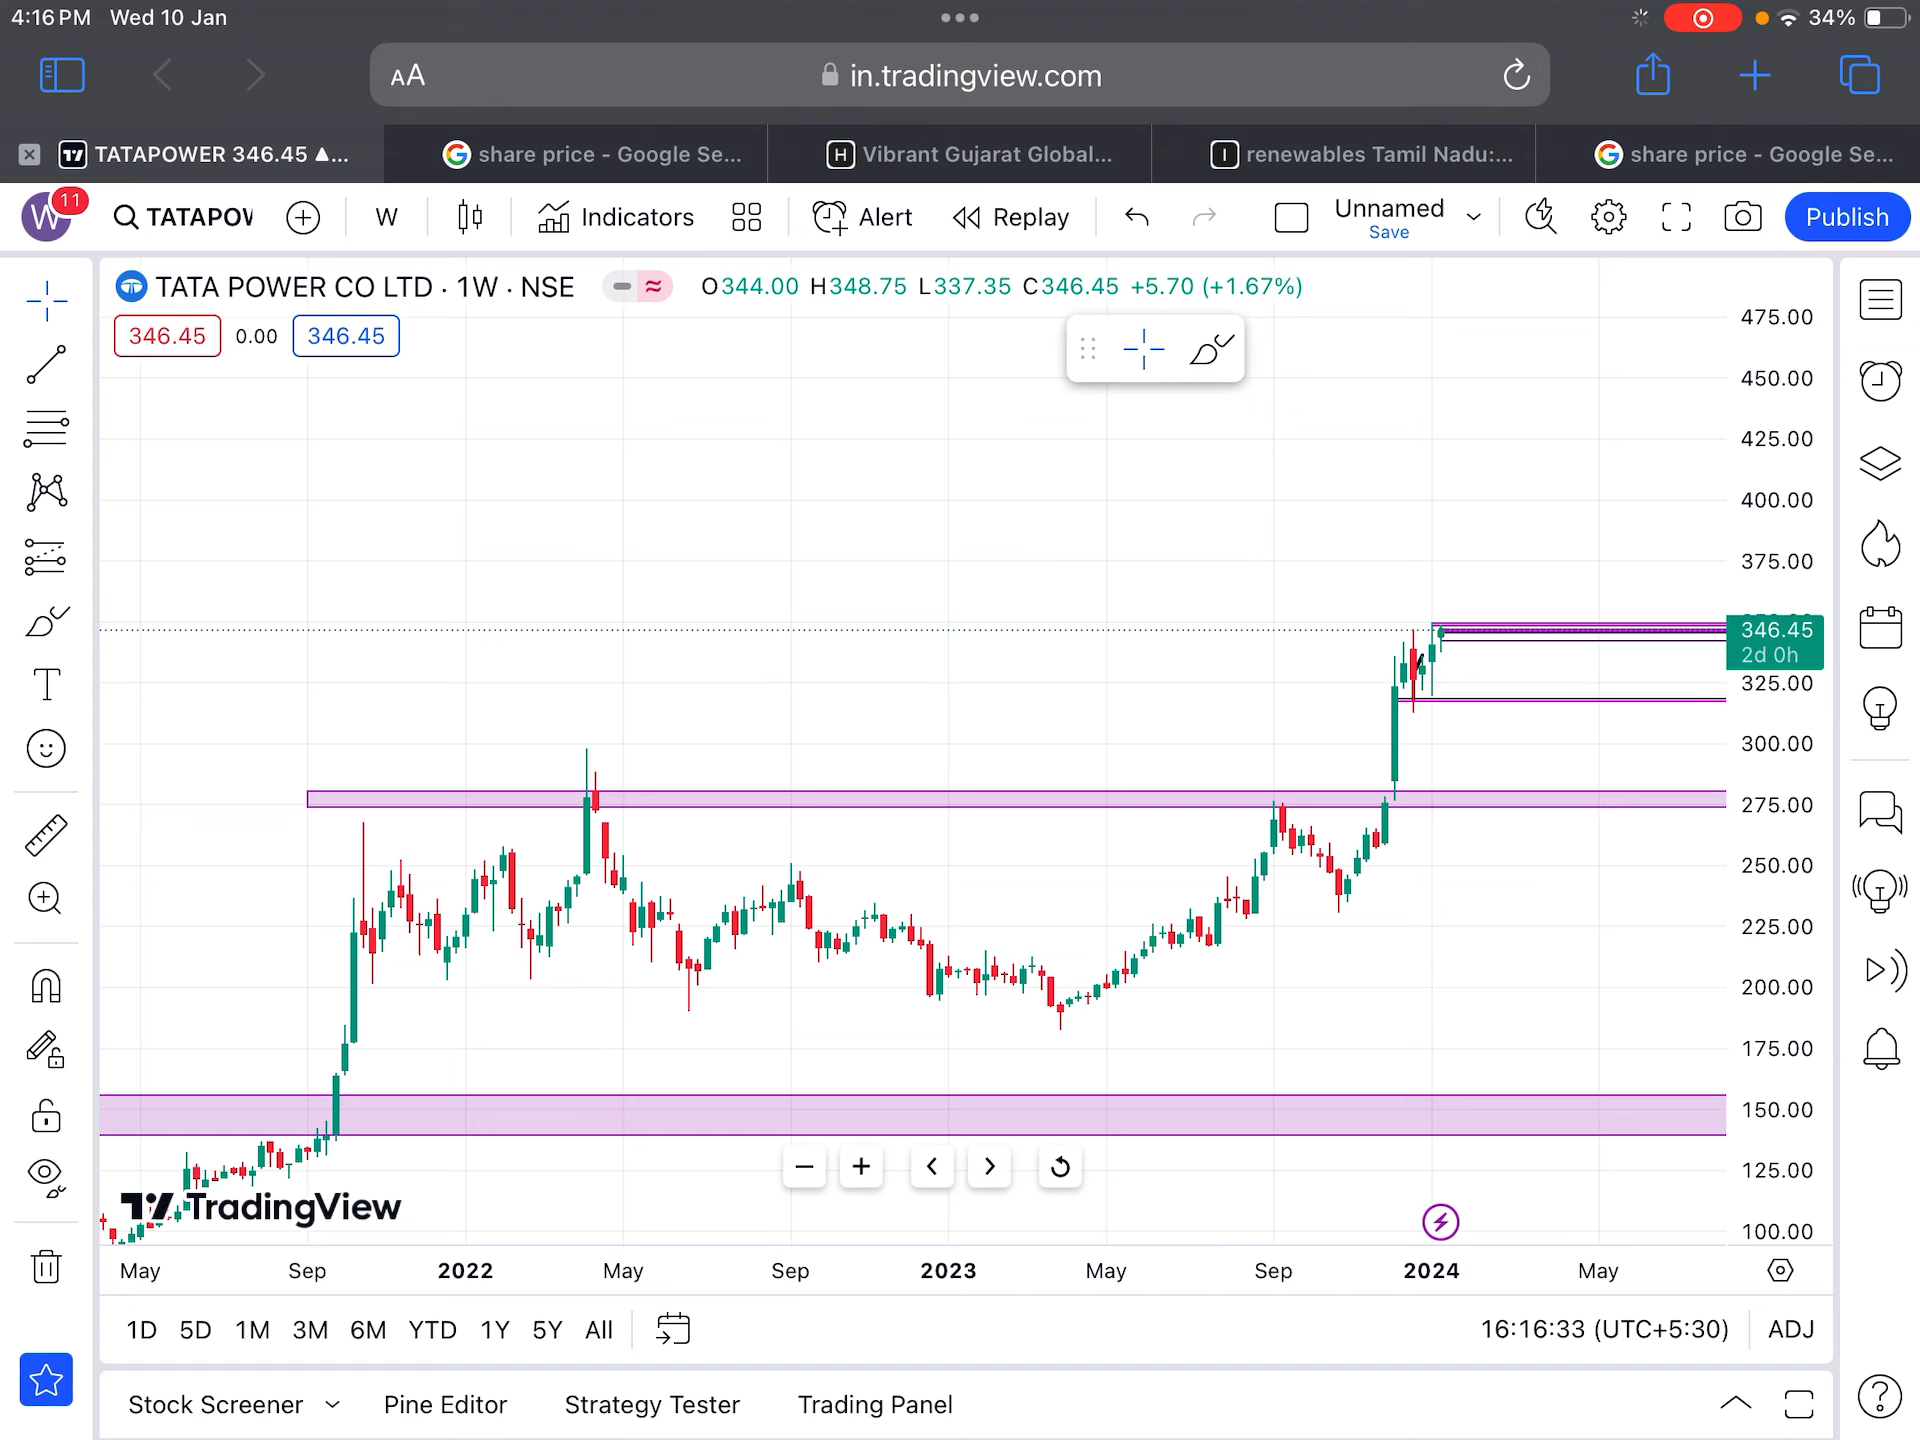 4:16 PM Wed 10 Jan
34%
AA in.tradingview.com
TATAPOWER 346.45 ▲...
share price - Google Se...
Vibrant Gujarat Global...
renewables Tamil Nadu:...
share price - Google Se...
W 11 TATAPOW W Indicators Alert Replay Unnamed Publish
Save
TATA POWER CO LTD · 1W · NSE O344.00 H348.75 L337.35 C346.45 +5.70 (+1.67%)
346.45 0.00 346.45
475.00
450.00
425.00
400.00
375.00
346.45
2d 0h
325.00
300.00
275.00
250.00
225.00
200.00
175.00
150.00
125.00
TradingView
100.00
May Sep 2022 May Sep 2023 May Sep 2024 May
1D 5D 1M 3M 6M YTD 1Y 5Y All 16:16:33 (UTC+5:30) ADJ
Stock Screener Pine Editor Strategy Tester Trading Panel